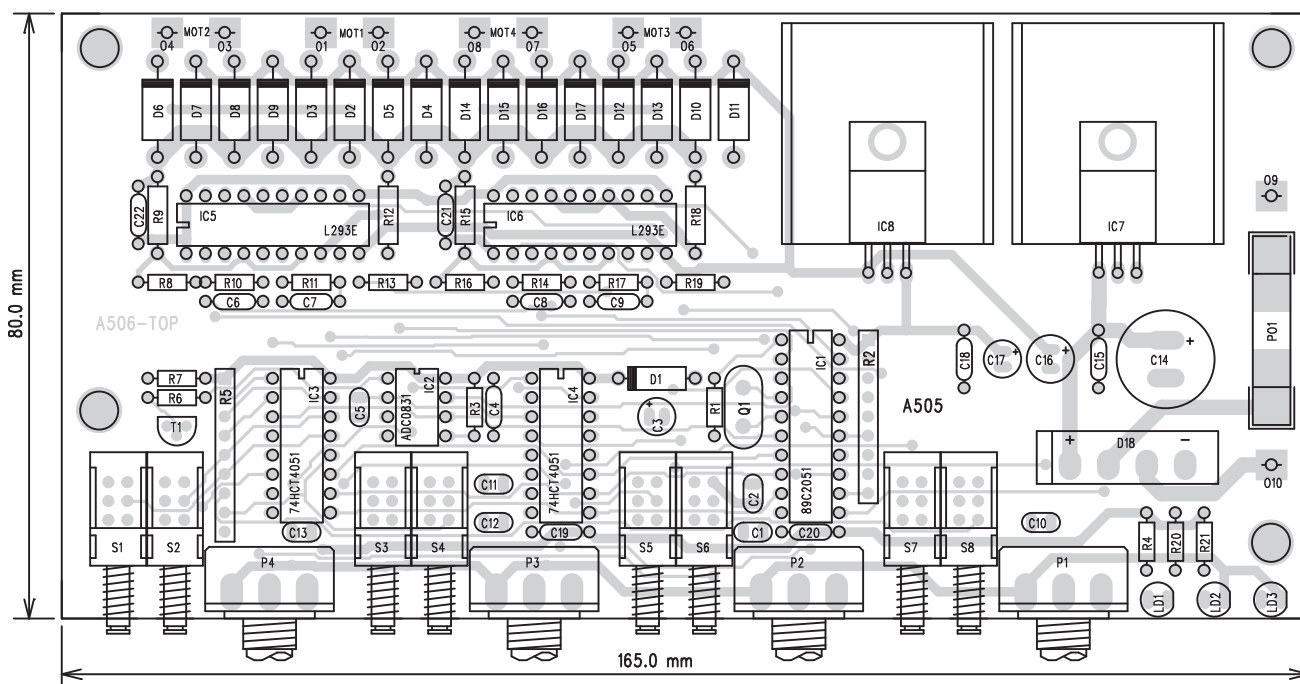 MOT2 MOT1 MOT4 MOT3
O4 O3 O1 O2 O8 O7 O5 O6
D6 D7 D8 D9 D3 D2 D5 D4 D14 D15 D16 D17 D12 D13 D10 D11
C22 R9 IC5 L293E R12 C21 R15 IC6 L293E R18 IC8 IC7 O9
R8 R10 R11 R13 R16 R14 R17 R19
C6 C7 C8 C9
80.0 mm
A506-TOP
IC1 R2 C18 C17 + C16 + C15 C14 + PO1
R7 R5 IC3 C5 IC2 R3 C4 IC4 D1 R1 Q1
R6 ADC0831 + C3 A505
T1
+ D18 -
74HCT4051 C11 74HCT4051 C2 89C2051 O10
C13 C12 C19 C1 C20 C10
S1 S2 S3 S4 S5 S6 S7 S8 R4 R20 R21
P4 P3 P2 P1
LD1 LD2 LD3
165.0 mm